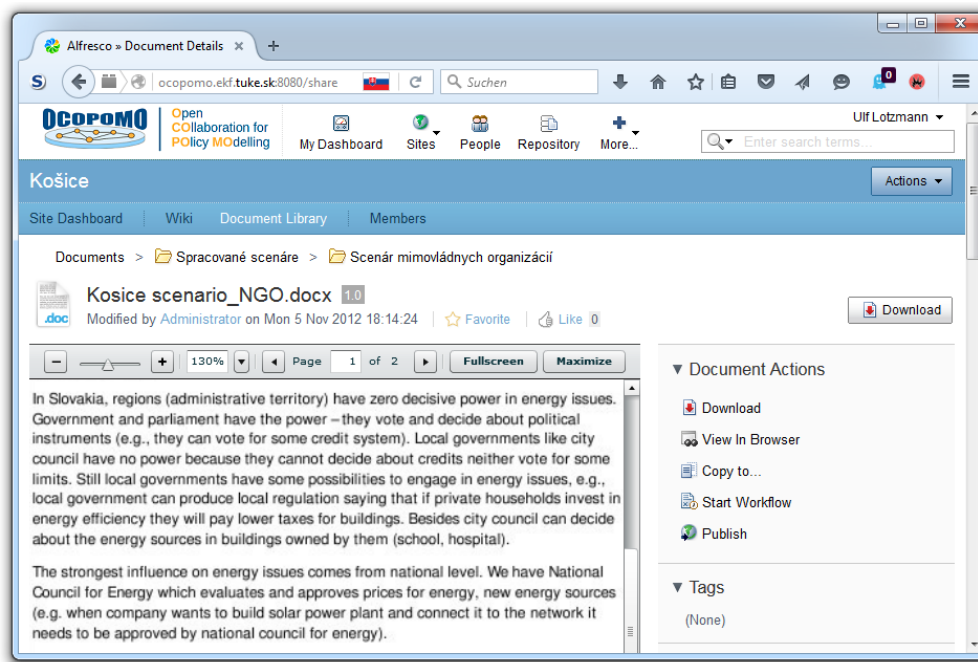 Alfresco » Document Details
ocopomo.ekf.tuke.sk:8080/share
Suchen
0
OCOPOMO
Open
COllaboration for
POlicy MOdelling
My Dashboard
Sites
People
Repository
More...
Ulf Lotzmann
Enter search terms...
Košice
Actions
Site Dashboard
Wiki
Document Library
Members
Documents > Spracované scenáre > Scenár mimovládnych organizácií
.doc
Kosice scenario_NGO.docx 1.0
Modified by Administrator on Mon 5 Nov 2012 18:14:24
Favorite
Like 0
Download
130%
Page 1 of 2
Fullscreen
Maximize
In Slovakia, regions (administrative territory) have zero decisive power in energy issues.
Government and parliament have the power – they vote and decide about political
instruments (e.g., they can vote for some credit system). Local governments like city
council have no power because they cannot decide about credits neither vote for some
limits. Still local governments have some possibilities to engage in energy issues, e.g.,
local government can produce local regulation saying that if private households invest in
energy efficiency they will pay lower taxes for buildings. Besides city council can decide
about the energy sources in buildings owned by them (school, hospital).
The strongest influence on energy issues comes from national level. We have National
Council for Energy which evaluates and approves prices for energy, new energy sources
(e.g. when company wants to build solar power plant and connect it to the network it
needs to be approved by national council for energy).
Document Actions
Download
View In Browser
Copy to...
Start Workflow
Publish
Tags
(None)